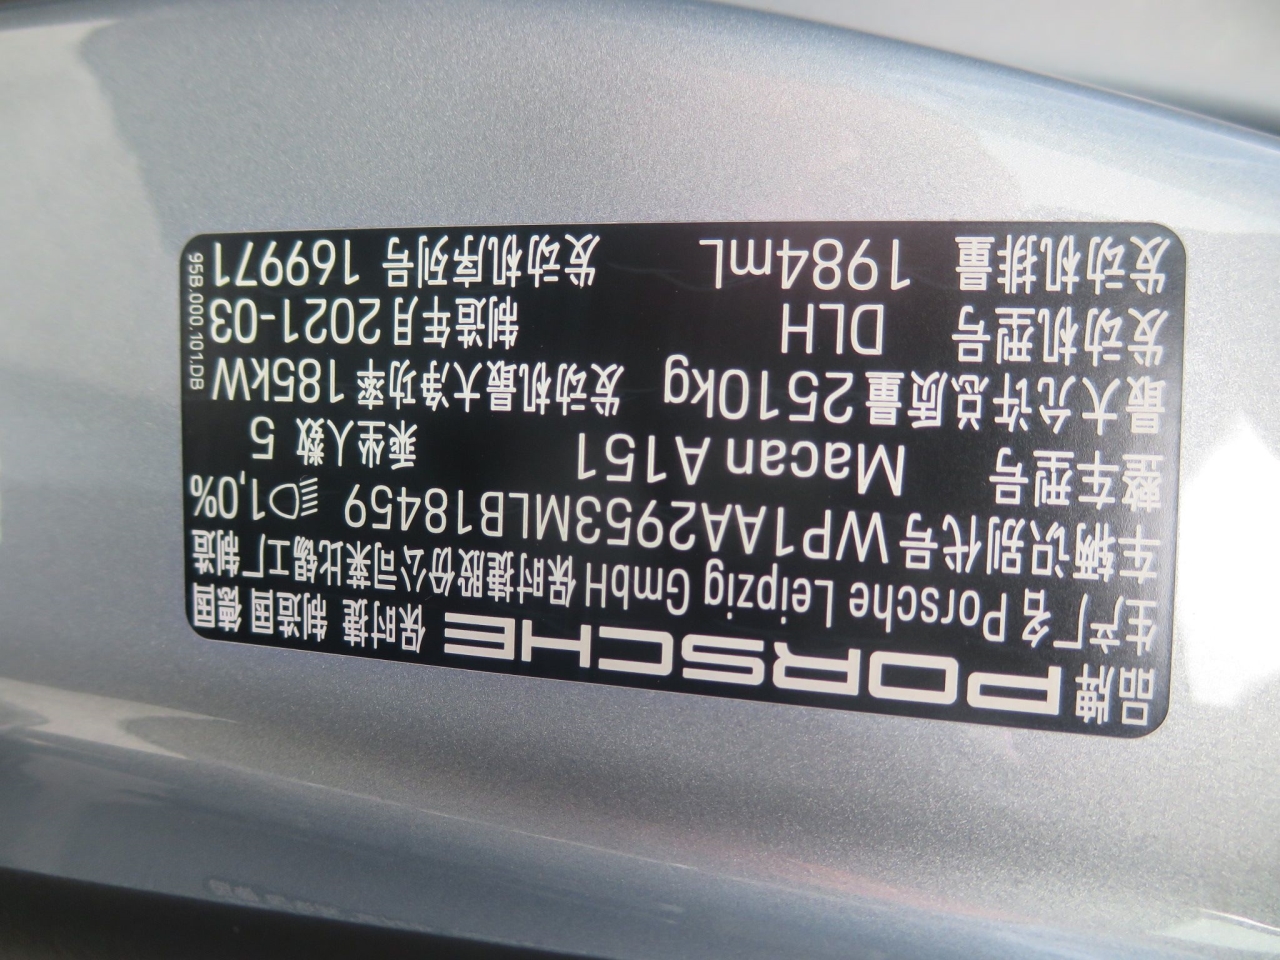 品牌 PORSCHE 保时捷 制造国 德国
生产厂名 Porsche Leipzig GmbH 保时捷股份公司莱比锡工厂制造
车辆识别代号 WP1AA2953MLB18459 1,0%
整车型号 Macan A151 乘坐人数 5
最大允许总质量 2510kg 发动机最大净功率 185kW
发动机型号 DLH 制造年月 2021-03
发动机排量 1984mL 发动机序列号 169971
95B.000.101.DB